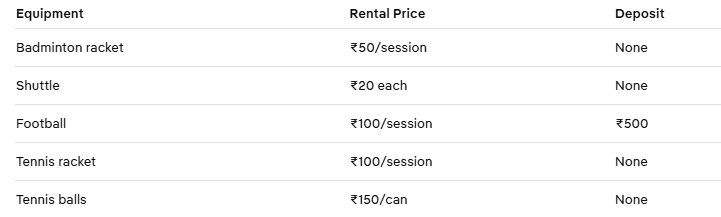 Equipment Rental Price Deposit
Badminton racket ₹50/session None
Shuttle ₹20 each None
Football ₹100/session ₹500
Tennis racket ₹100/session None
Tennis balls ₹150/can None